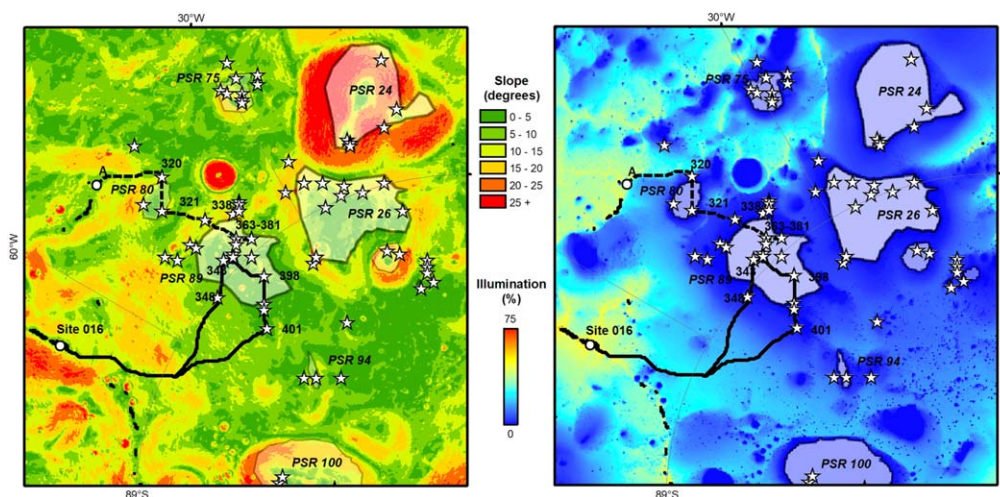 30°W
30°W
PSR 75
PSR 24
Slope
(degrees)
0 - 5
5 - 10
10 - 15
15 - 20
20 - 25
25 +
PSR 75
PSR 24
A
320
PSR 80
321
338
PSR 26
363-381
60°W
PSR 89
343
398
348
401
Site 016
PSR 94
PSR 100
89°S
Illumination
(%)
75
0
A
320
PSR 80
321
338
PSR 26
363-381
60°W
PSR 89
398
348
401
Site 016
PSR 94
PSR 100
89°S